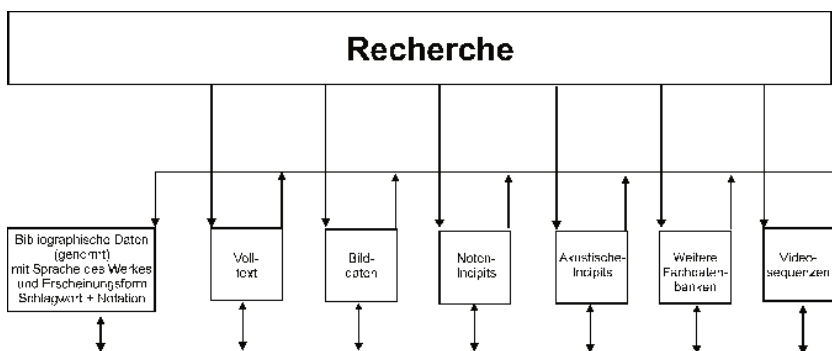 Recherche
Bibliographische Daten
(genormt)
mit Sprache des Werkes
und Erscheinungsform
Schlagwort + Notation
Voll-
text
Bild-
daten
Noten-
Incipits
Akustische-
Incipits
Weitere
Fachdaten-
banken
Video-
sequenzen